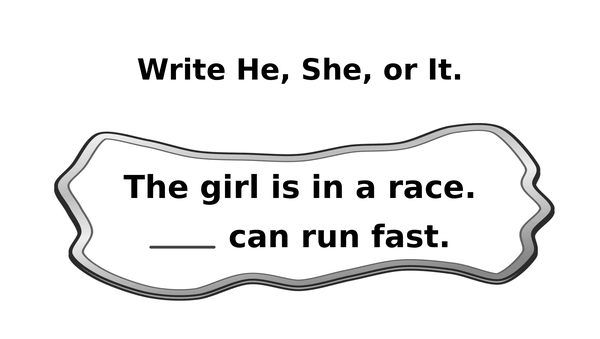 Write He, She, or It.
The girl is in a race.
____ can run fast.